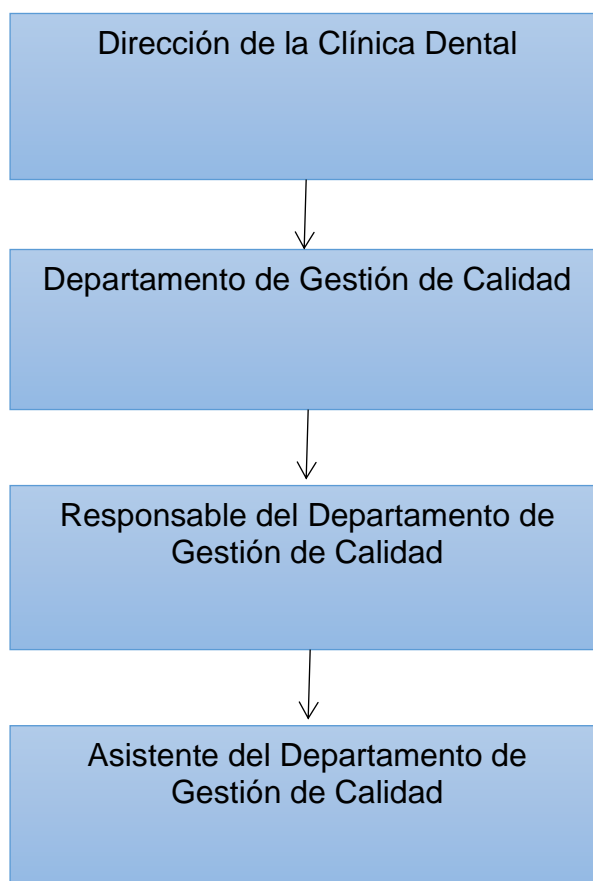 Dirección de la Clínica Dental
Departamento de Gestión de Calidad
Responsable del Departamento de
Gestión de Calidad
Asistente del Departamento de
Gestión de Calidad